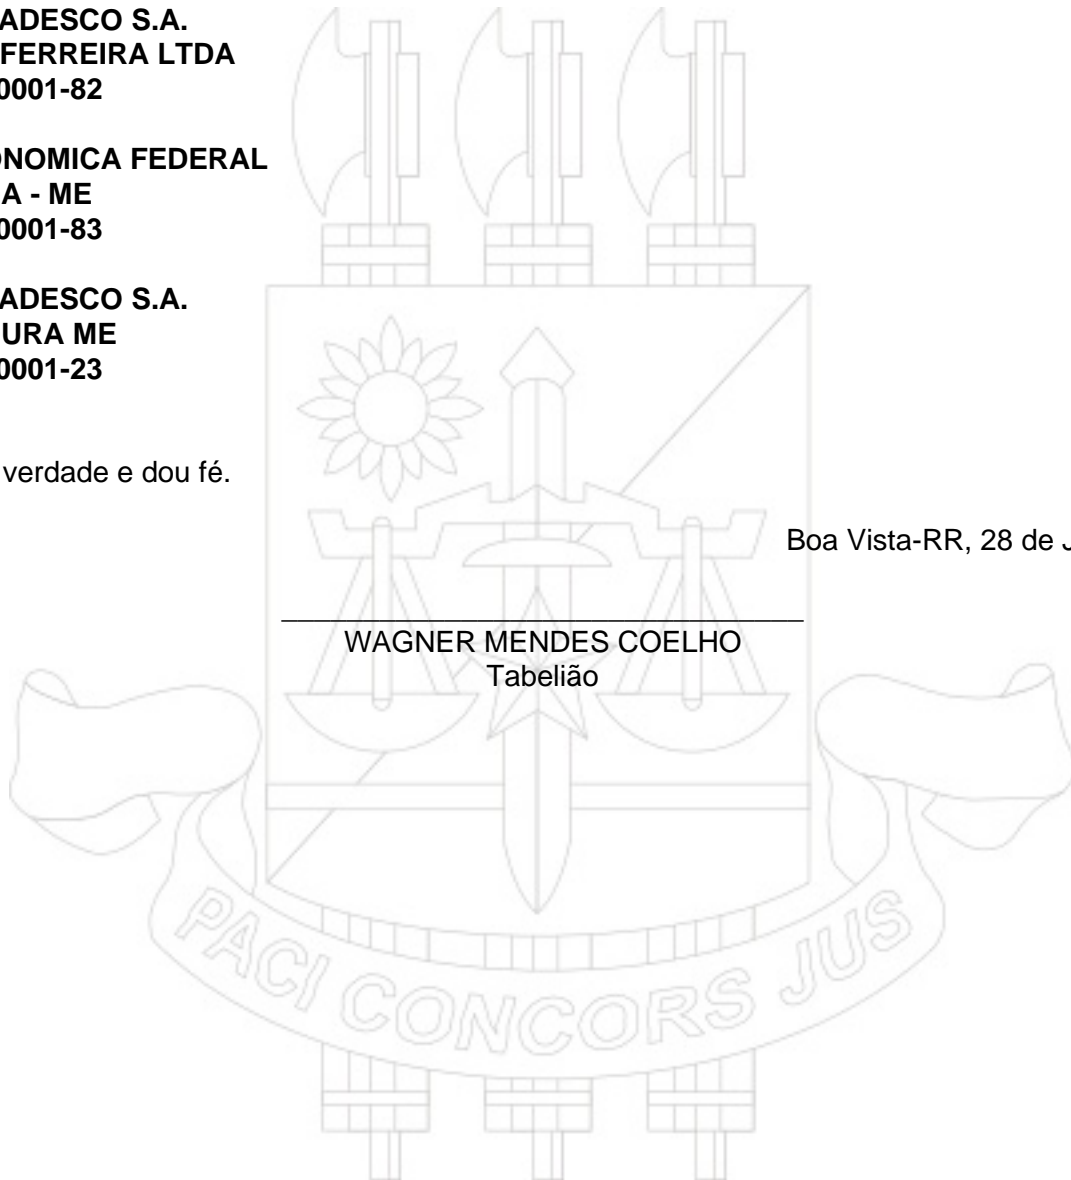 ADESCO S.A.
FERREIRA LTDA
0001-82
ONOMICA FEDERAL
A - ME
0001-83
ADESCO S.A.
URA ME
0001-23
verdade e dou fé.
Boa Vista-RR, 28 de J
WAGNER MENDES COELHO
Tabelião
PACI CONCORS JUS